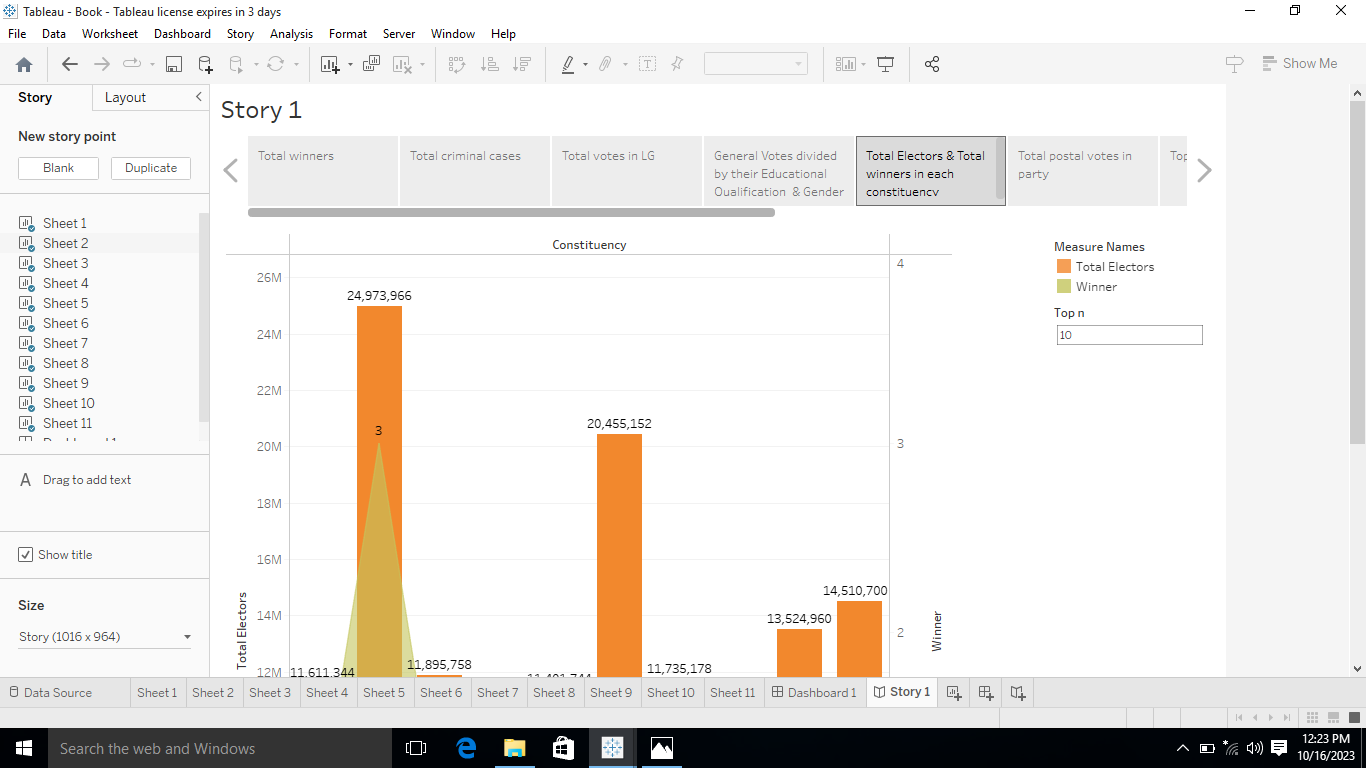 Tableau - Book - Tableau license expires in 3 days
File Data Worksheet Dashboard Story Analysis Format Server Window Help
Show Me
Story Layout
New story point
Blank Duplicate
Sheet 1
Sheet 2
Sheet 3
Sheet 4
Sheet 5
Sheet 6
Sheet 7
Sheet 8
Sheet 9
Sheet 10
Sheet 11
A Drag to add text
Show title
Size
Story (1016 x 964)
Story 1
Total winners
Total criminal cases
Total votes in LG
General Votes divided
by their Educational
Qualification & Gender
Total Electors & Total
winners in each
constituency
Total postal votes in
party
Top
Constituency
26M
24M
22M
20M
18M
16M
14M
12M
Total Electors
24,973,966
3
11,611,344
11,895,758
11,401,744
20,455,152
11,735,178
13,524,960
14,510,700
4
3
2
Winner
Measure Names
Total Electors
Winner
Top n
10
Data Source Sheet 1 Sheet 2 Sheet 3 Sheet 4 Sheet 5 Sheet 6 Sheet 7 Sheet 8 Sheet 9 Sheet 10 Sheet 11 Dashboard 1 Story 1
Search the web and Windows
12:23 PM
10/16/2023